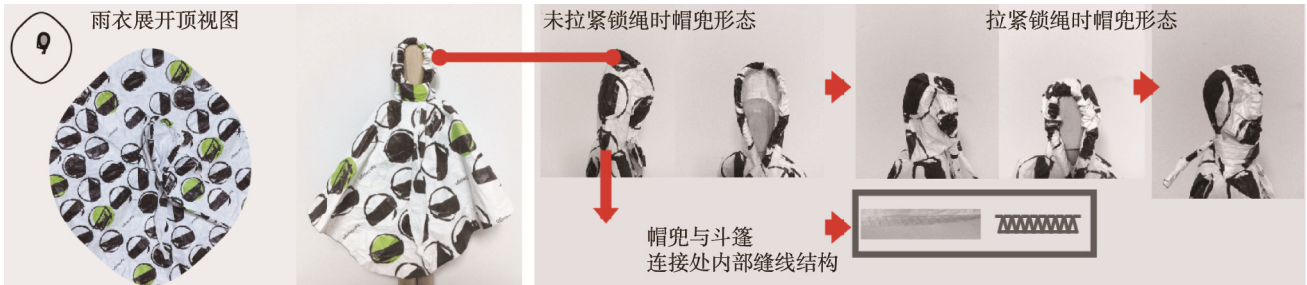 雨衣展开顶视图
未拉紧锁绳时帽兜形态
拉紧锁绳时帽兜形态
帽兜与斗篷
连接处内部缝线结构